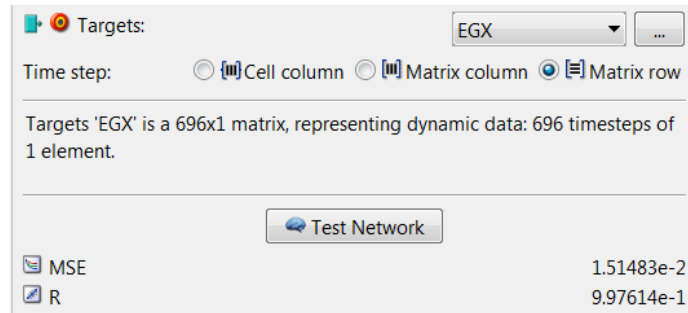 Targets: EGX ...
Time step: Cell column Matrix column Matrix row
Targets 'EGX' is a 696x1 matrix, representing dynamic data: 696 timesteps of
1 element.
Test Network
MSE 1.51483e-2
R 9.97614e-1